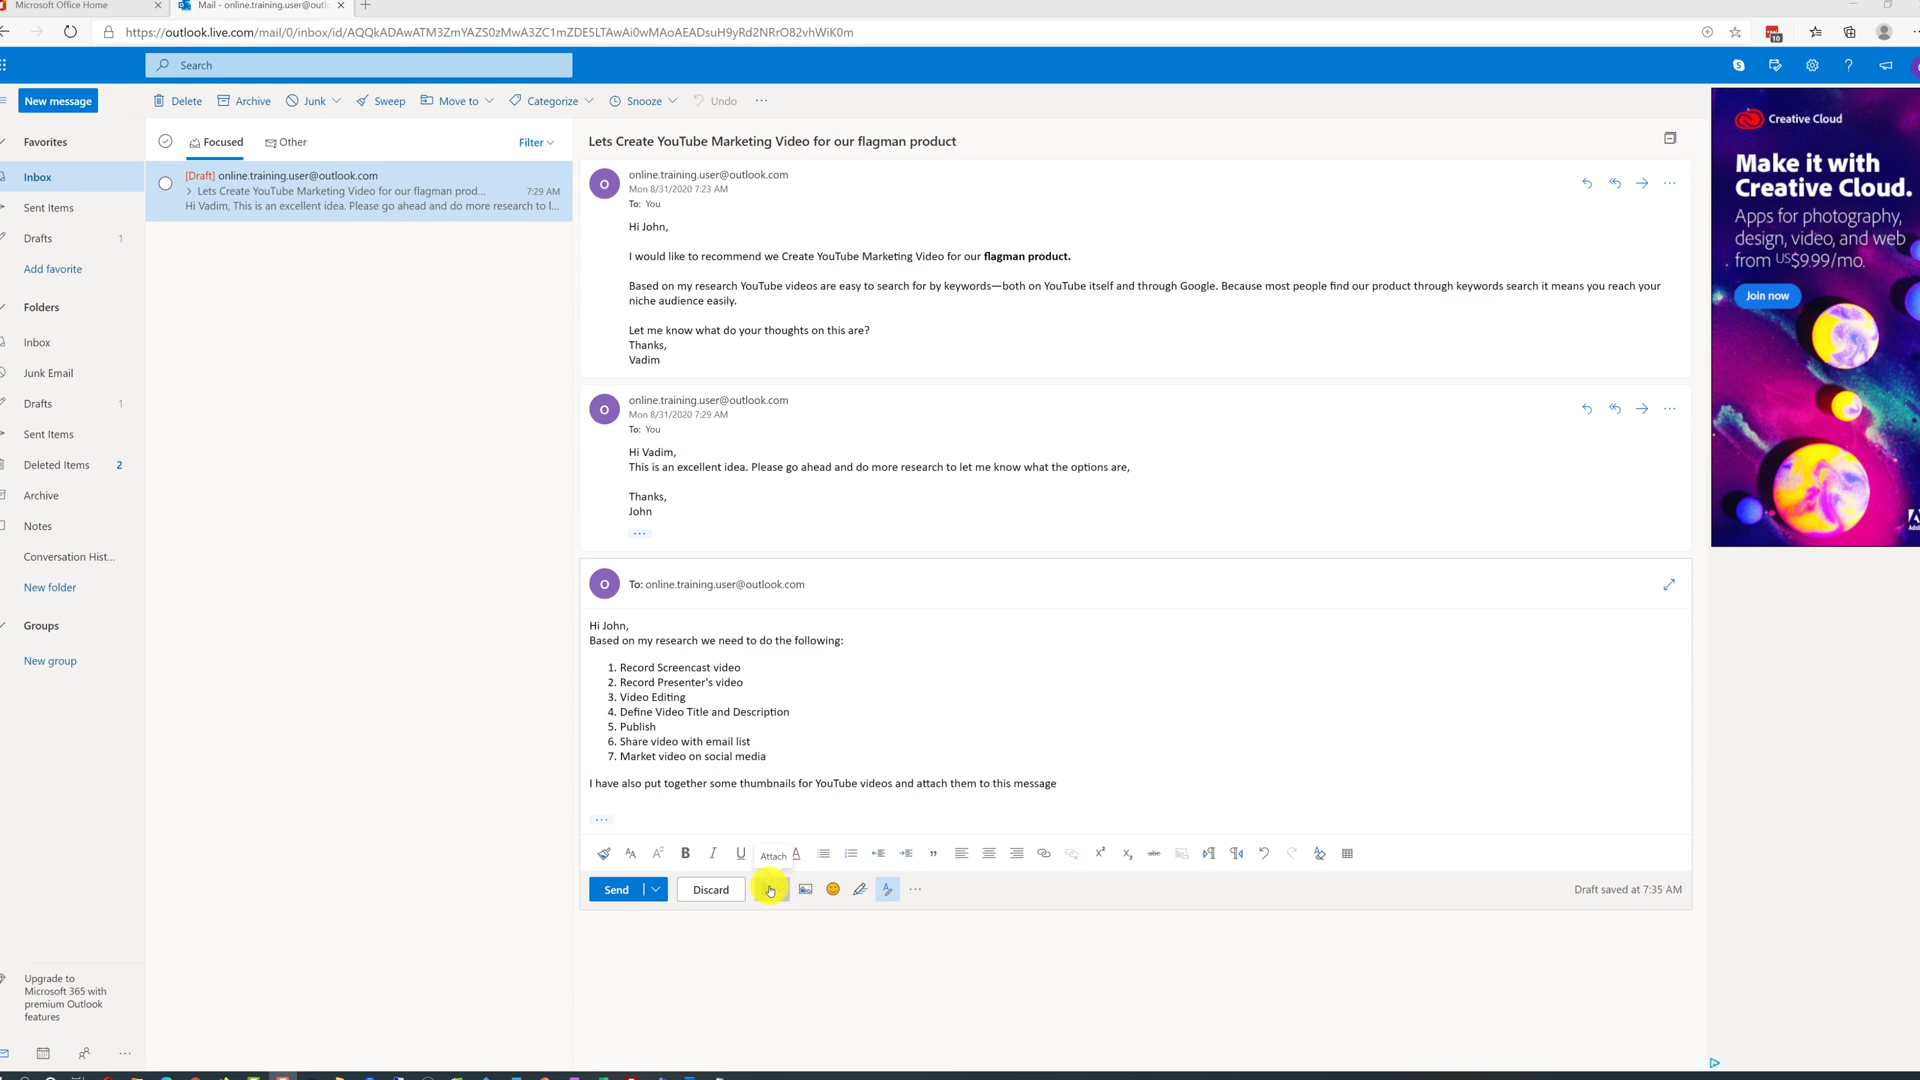 Microsoft Office Home
Mail - online.training.user@outlo
https://outlook.live.com/mail/0/inbox/id/AQQkADAwATM3ZmYAZS0zMwA3ZC1mZDE5LTAwAi0wMAoAEADsuH9yRd2NRrO82vhWiK0m
10
Search
New message
Delete
Archive
Junk
Sweep
Move to
Categorize
Snooze
Undo
Favorites
Inbox
Sent Items
Drafts 1
Add favorite
Folders
Inbox
Junk Email
Drafts 1
Sent Items
Deleted Items 2
Archive
Notes
Conversation Hist...
New folder
Groups
New group
Upgrade to
Microsoft 365 with
premium Outlook
features
Focused
Other
Filter
[Draft] online.training.user@outlook.com
Lets Create YouTube Marketing Video for our flagman prod... 7:29 AM
Hi Vadim, This is an excellent idea. Please go ahead and do more research to l...
Lets Create YouTube Marketing Video for our flagman product
O
online.training.user@outlook.com
Mon 8/31/2020 7:23 AM
To: You
Hi John,
I would like to recommend we Create YouTube Marketing Video for our flagman product.
Based on my research YouTube videos are easy to search for by keywords—both on YouTube itself and through Google. Because most people find our product through keywords search it means you reach your
niche audience easily.
Let me know what do your thoughts on this are?
Thanks,
Vadim
O
online.training.user@outlook.com
Mon 8/31/2020 7:29 AM
To: You
Hi Vadim,
This is an excellent idea. Please go ahead and do more research to let me know what the options are,
Thanks,
John
...
O
To: online.training.user@outlook.com
Hi John,
Based on my research we need to do the following:
1. Record Screencast video
2. Record Presenter's video
3. Video Editing
4. Define Video Title and Description
5. Publish
6. Share video with email list
7. Market video on social media
I have also put together some thumbnails for YouTube videos and attach them to this message
...
Attach
Send
Discard
Draft saved at 7:35 AM
Creative Cloud
Make it with
Creative Cloud.
Apps for photography,
design, video, and web
from US$9.99/mo.
Join now